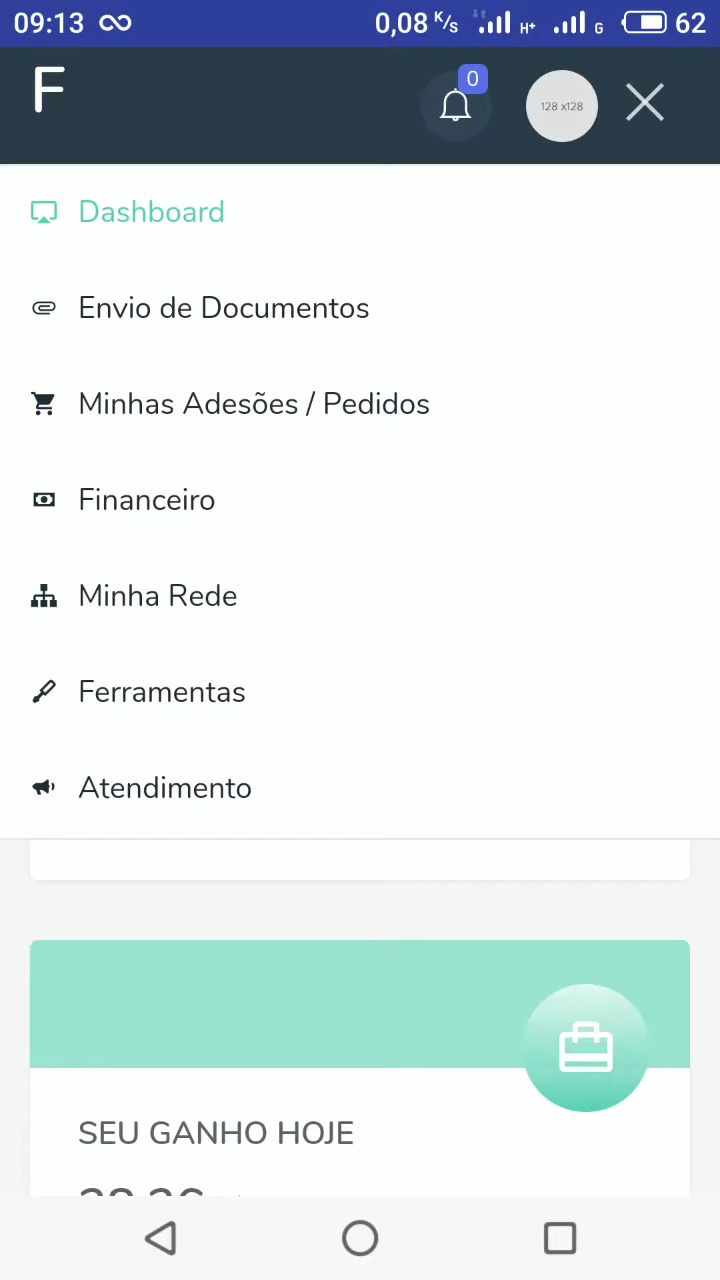 09:13 0,08 K/s H+ G 62
F
0
128 x128
Dashboard
Envio de Documentos
Minhas Adesões / Pedidos
Financeiro
Minha Rede
Ferramentas
Atendimento
SEU GANHO HOJE